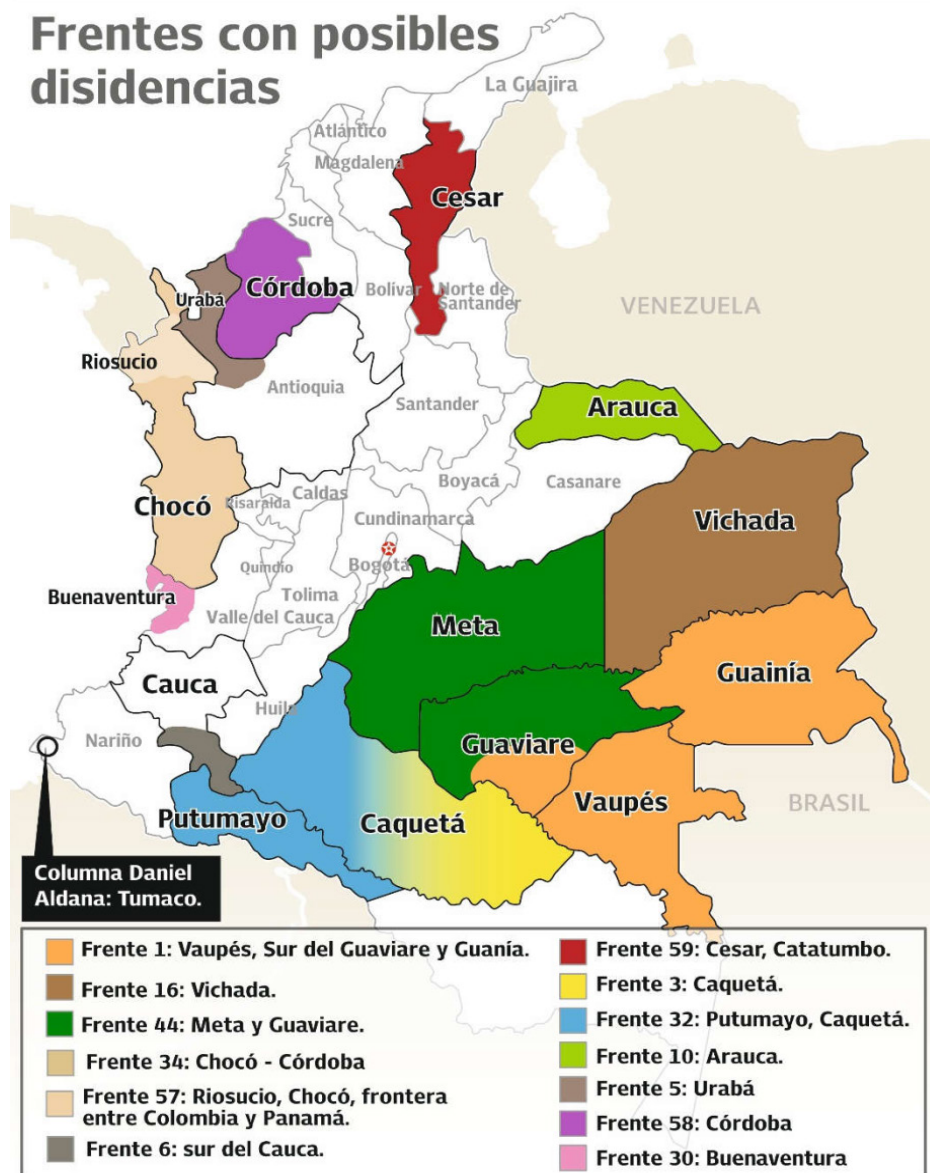 Frentes con posibles
disidencias
La Guajira
Atlántico
Magdalena
Cesar
Sucre
Córdoba
Bolívar
Norte de
Santander
Urabá
VENEZUELA
Riosucio
Antioquia
Santander
Arauca
Chocó
Risaralda
Caldas
Boyacá
Casanare
Cundinamarca
Vichada
Bogotá
Quindío
Tolima
Buenaventura
Valle del Cauca
Meta
Cauca
Guainía
Huila
Nariño
Guaviare
Vaupés
BRASIL
Putumayo
Caquetá
Columna Daniel
Aldana: Tumaco.
Frente 1: Vaupés, Sur del Guaviare y Guanía.
Frente 16: Vichada.
Frente 44: Meta y Guaviare.
Frente 34: Chocó - Córdoba
Frente 57: Riosucio, Chocó, frontera
entre Colombia y Panamá.
Frente 6: sur del Cauca.
Frente 59: Cesar, Catatumbo.
Frente 3: Caquetá.
Frente 32: Putumayo, Caquetá.
Frente 10: Arauca.
Frente 5: Urabá
Frente 58: Córdoba
Frente 30: Buenaventura